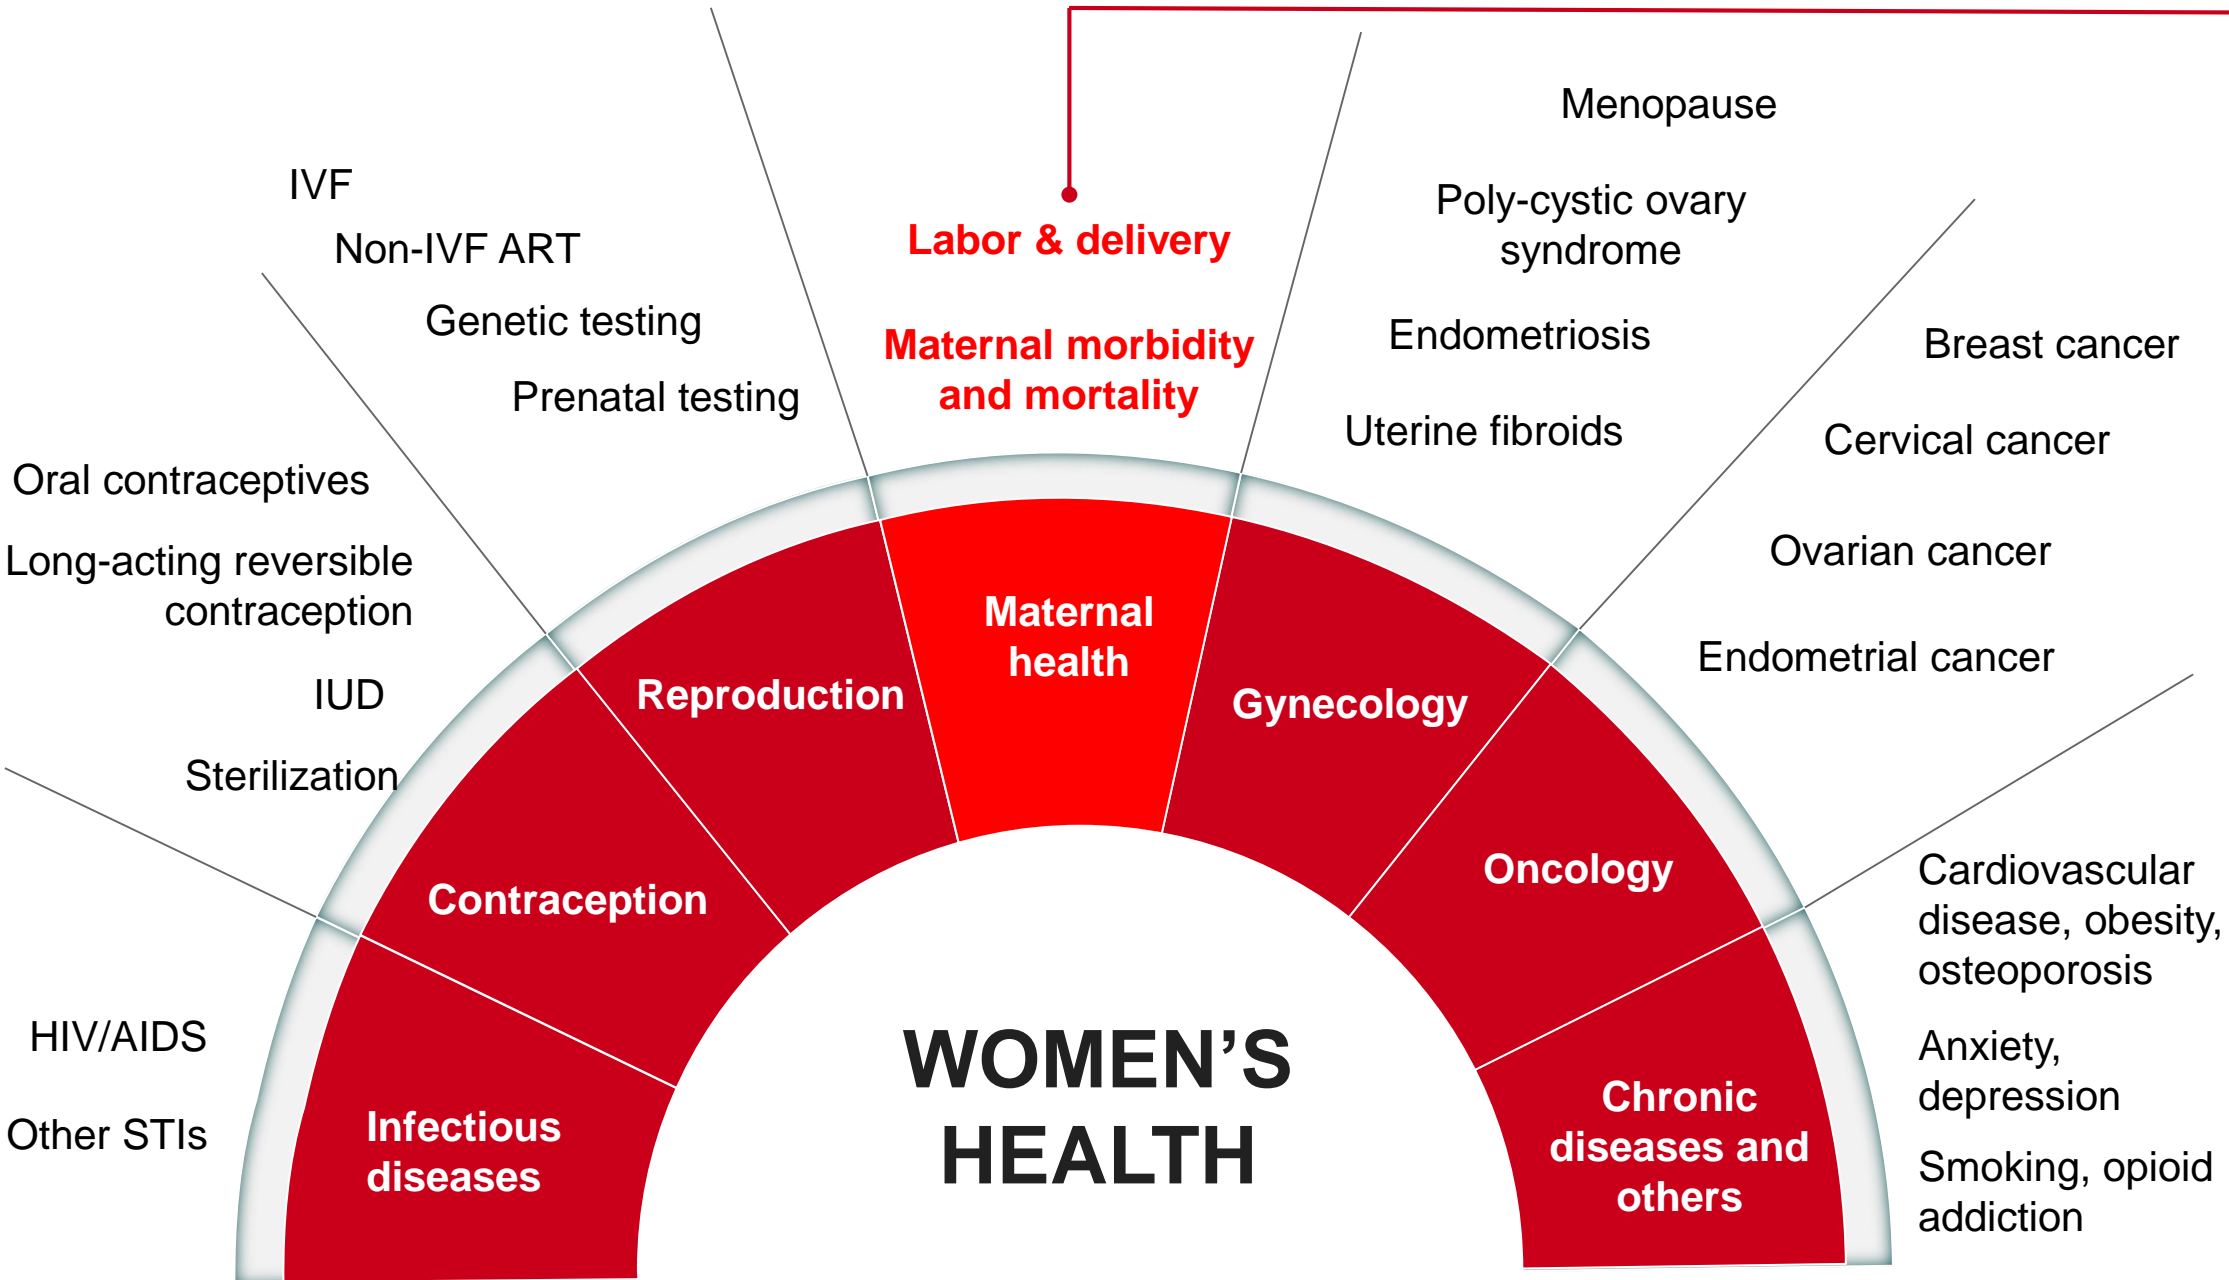 IVF
Non-IVF ART
Genetic testing
Prenatal testing
Labor & delivery
Maternal morbidity
and mortality
Menopause
Poly-cystic ovary
syndrome
Endometriosis
Uterine fibroids
Breast cancer
Cervical cancer
Ovarian cancer
Endometrial cancer
Oral contraceptives
Long-acting reversible
contraception
IUD
Sterilization
HIV/AIDS
Other STIs
Cardiovascular
disease, obesity,
osteoporosis
Anxiety,
depression
Smoking, opioid
addiction
Infectious
diseases
Contraception
Reproduction
Maternal
health
Gynecology
Oncology
Chronic
diseases and
others
WOMEN’S
HEALTH